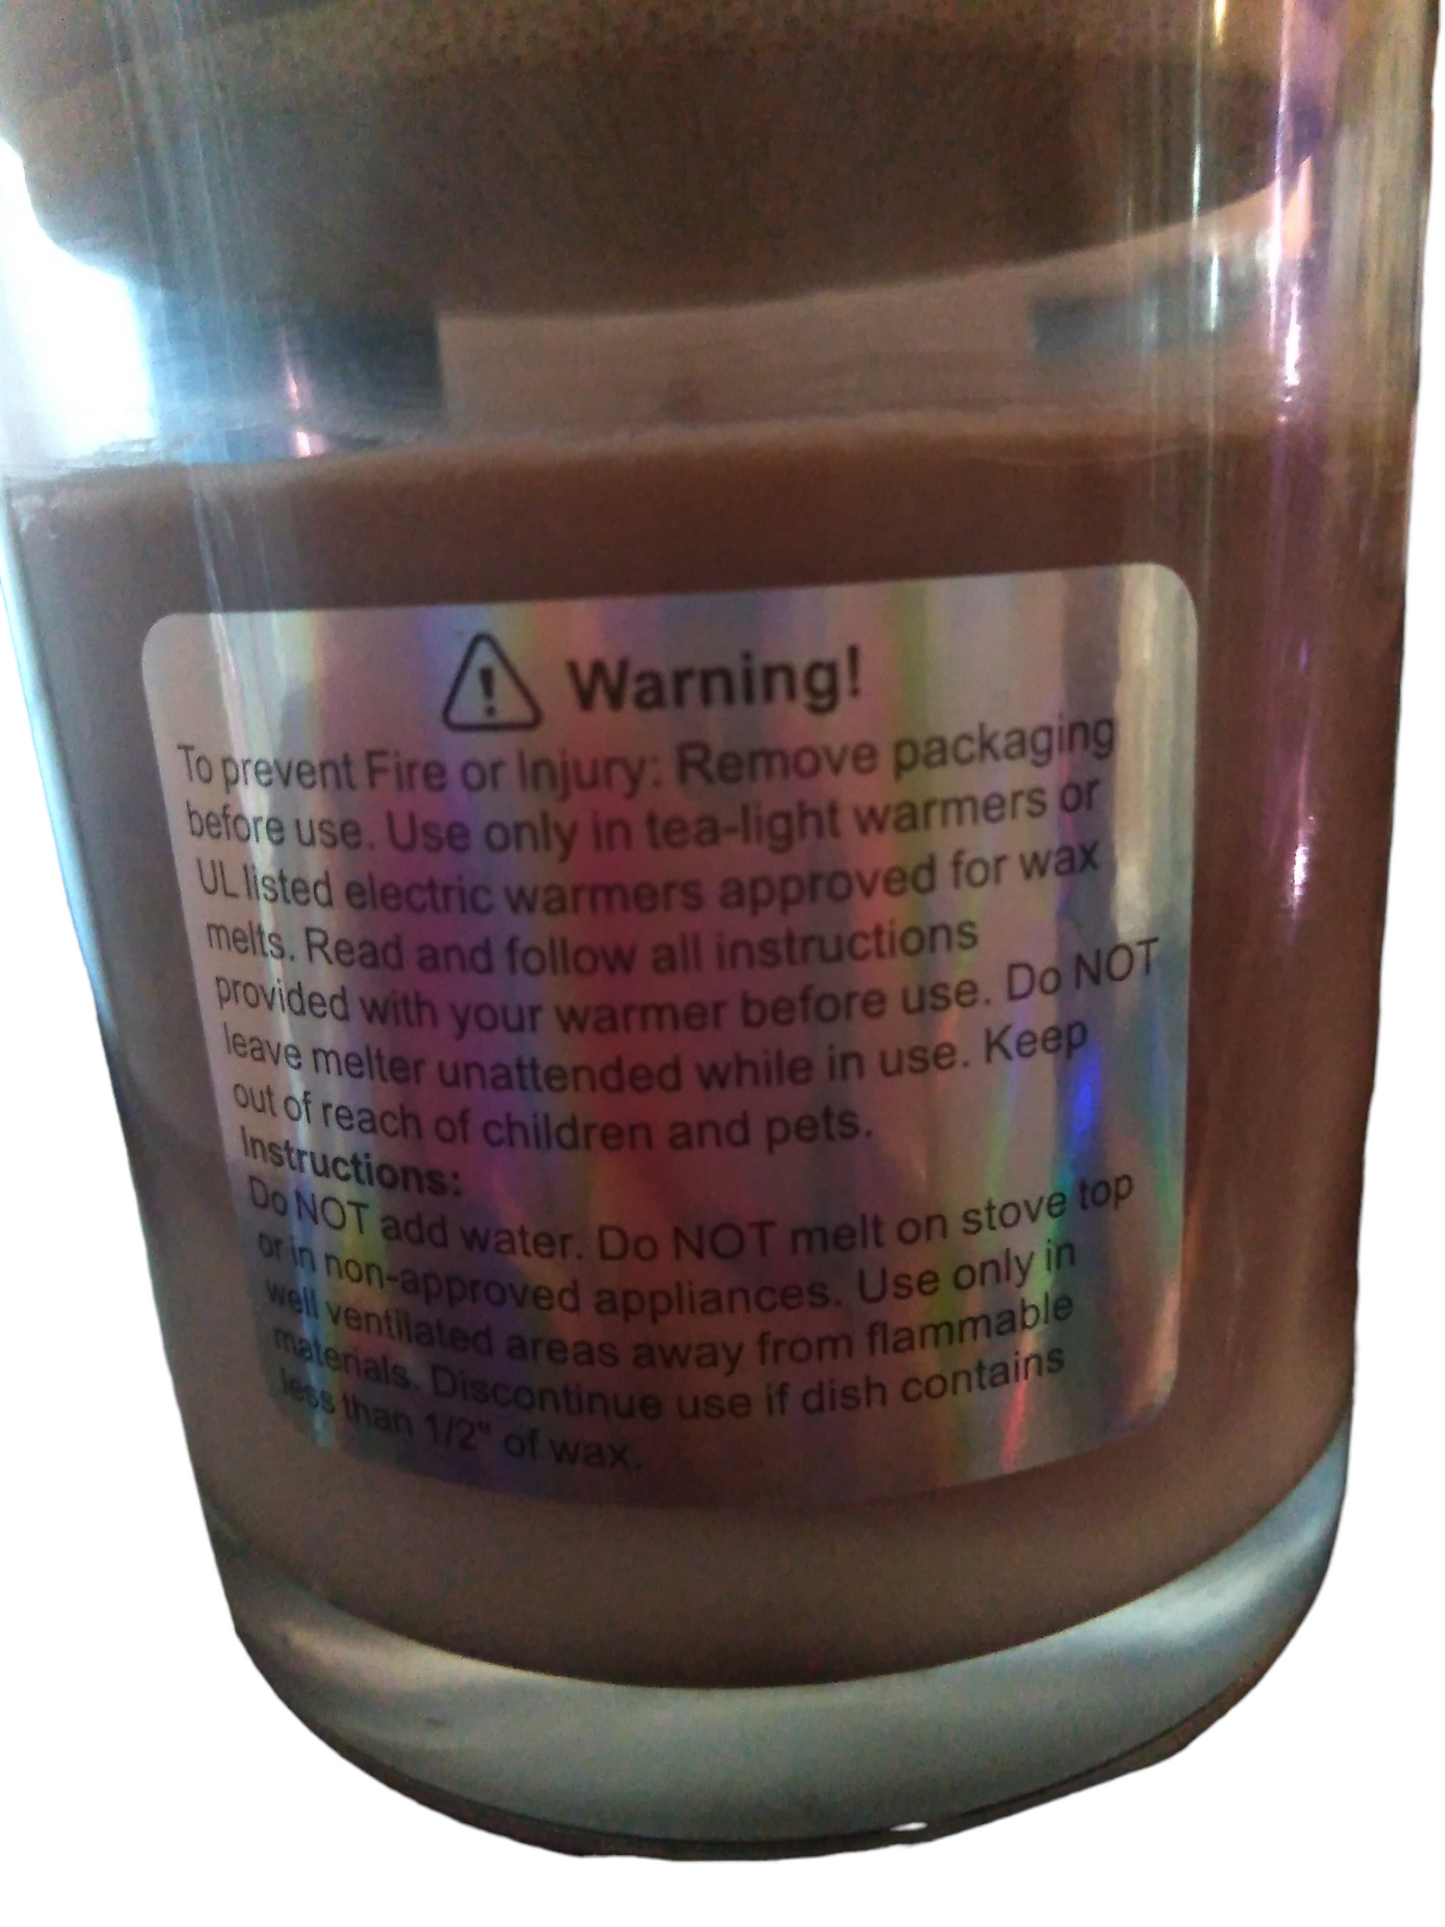 Warning!
To prevent Fire or Injury: Remove packaging
before use. Use only in tea-light warmers or
UL listed electric warmers approved for wax
melts. Read and follow all instructions
provided with your warmer before use. Do NOT
leave melter unattended while in use. Keep
out of reach of children and pets.
Instructions:
Do NOT add water. Do NOT melt on stove top
or in non-approved appliances. Use only in
well ventilated areas away from flammable
materials. Discontinue use if dish contains
less than 1/2" of wax.